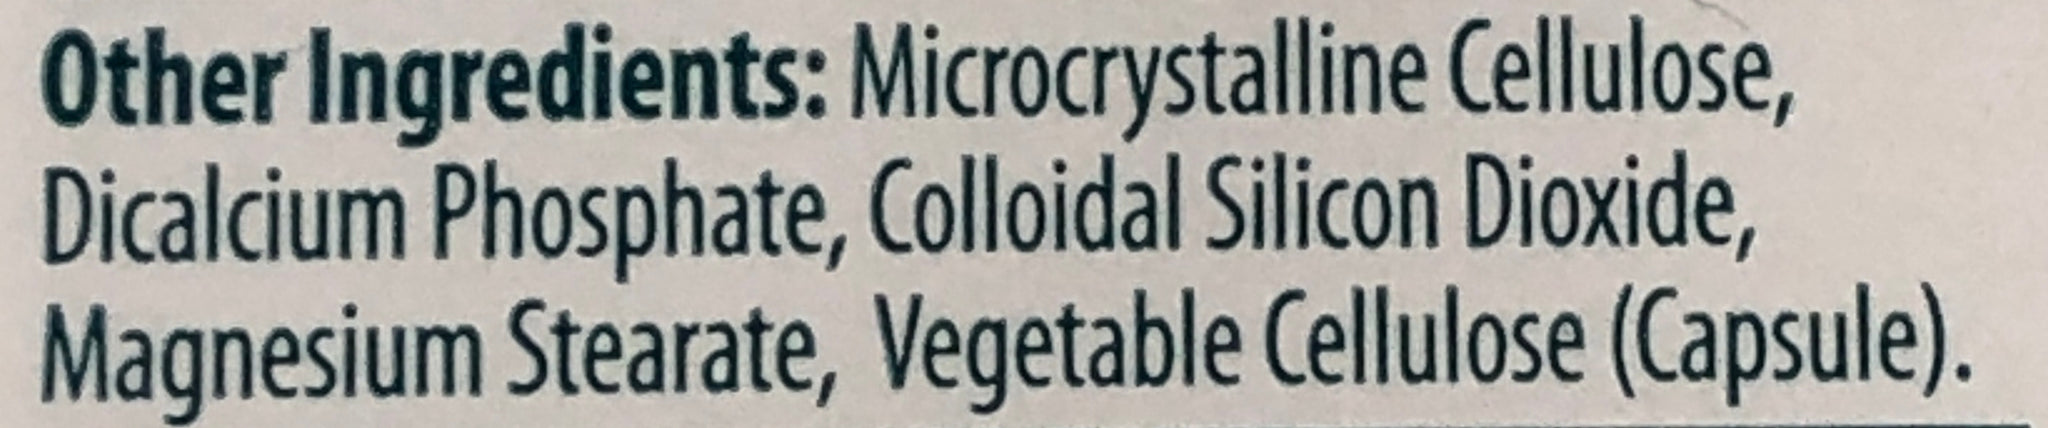 Other Ingredients: Microcrystalline Cellulose,
Dicalcium Phosphate, Colloidal Silicon Dioxide,
Magnesium Stearate, Vegetable Cellulose (Capsule).